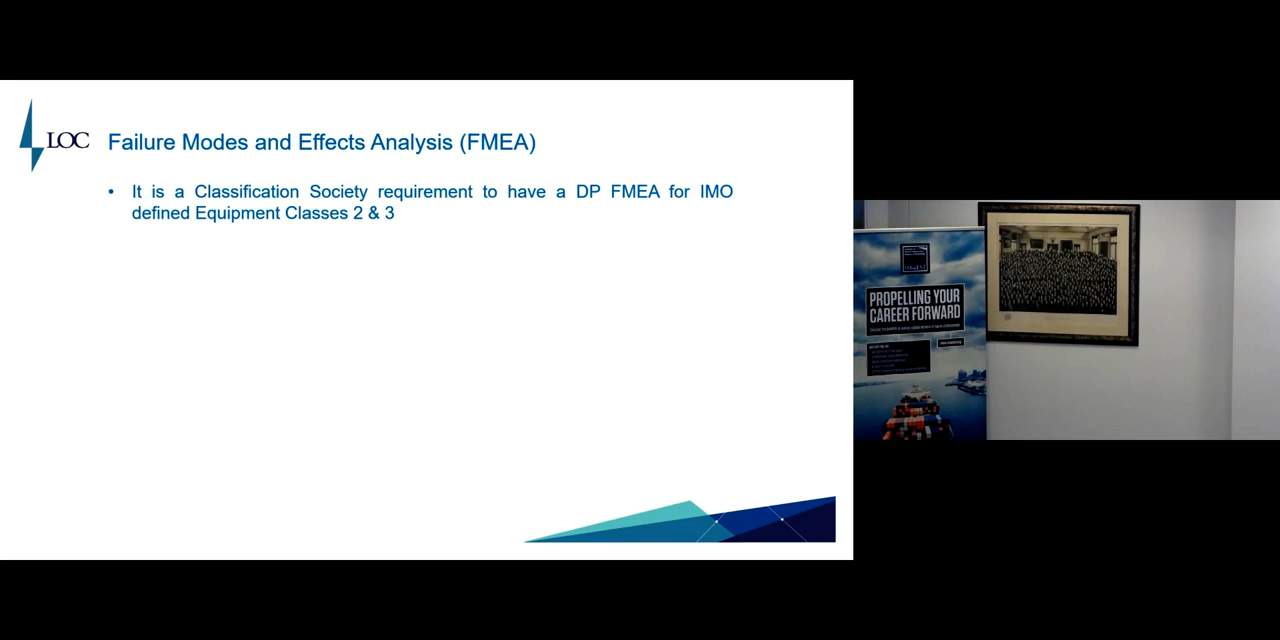 LOC
Failure Modes and Effects Analysis (FMEA)
• It is a Classification Society requirement to have a DP FMEA for IMO
defined Equipment Classes 2 & 3
PROPELLING YOUR
CAREER FORWARD